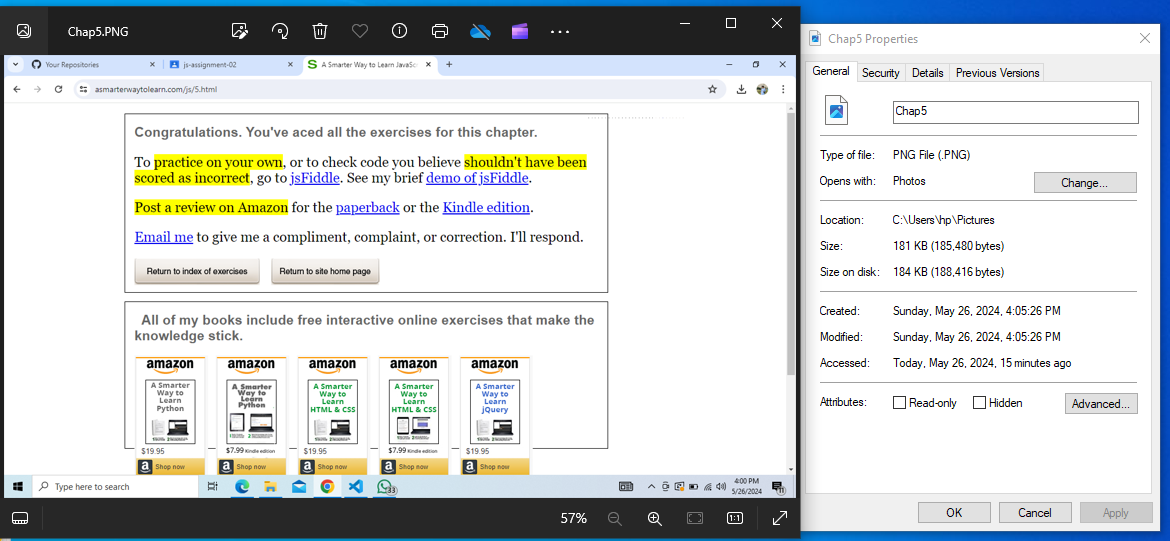 Chap5.PNG
Your Repositories
js-assignment-02
A Smarter Way to Learn JavaSc
asmarterwaytolearn.com/js/5.html
Congratulations. You've aced all the exercises for this chapter.
To practice on your own, or to check code you believe shouldn't have been
scored as incorrect, go to jsFiddle. See my brief demo of jsFiddle.
Post a review on Amazon for the paperback or the Kindle edition.
Email me to give me a compliment, complaint, or correction. I'll respond.
Return to index of exercises Return to site home page
All of my books include free interactive online exercises that make the
knowledge stick.
amazon amazon amazon amazon amazon
A Smarter
Way to
Learn
Python
A Smarter
Way to
Learn
Python
A Smarter
Way to
Learn
HTML & CSS
A Smarter
Way to
Learn
HTML & CSS
A Smarter
Way to
Learn
jQuery
$19.95 $7.99 Kindle edition $19.95 $7.99 Kindle edition $19.95
a Shop now a Shop now a Shop now a Shop now a Shop now
Type here to search
33
4:00 PM
5/26/2024
11
57%
1:1
Chap5 Properties
General Security Details Previous Versions
Chap5
Type of file: PNG File (.PNG)
Opens with: Photos Change...
Location: C:\Users\hp\Pictures
Size: 181 KB (185,480 bytes)
Size on disk: 184 KB (188,416 bytes)
Created: Sunday, May 26, 2024, 4:05:26 PM
Modified: Sunday, May 26, 2024, 4:05:26 PM
Accessed: Today, May 26, 2024, 15 minutes ago
Attributes: Read-only Hidden Advanced...
OK Cancel Apply